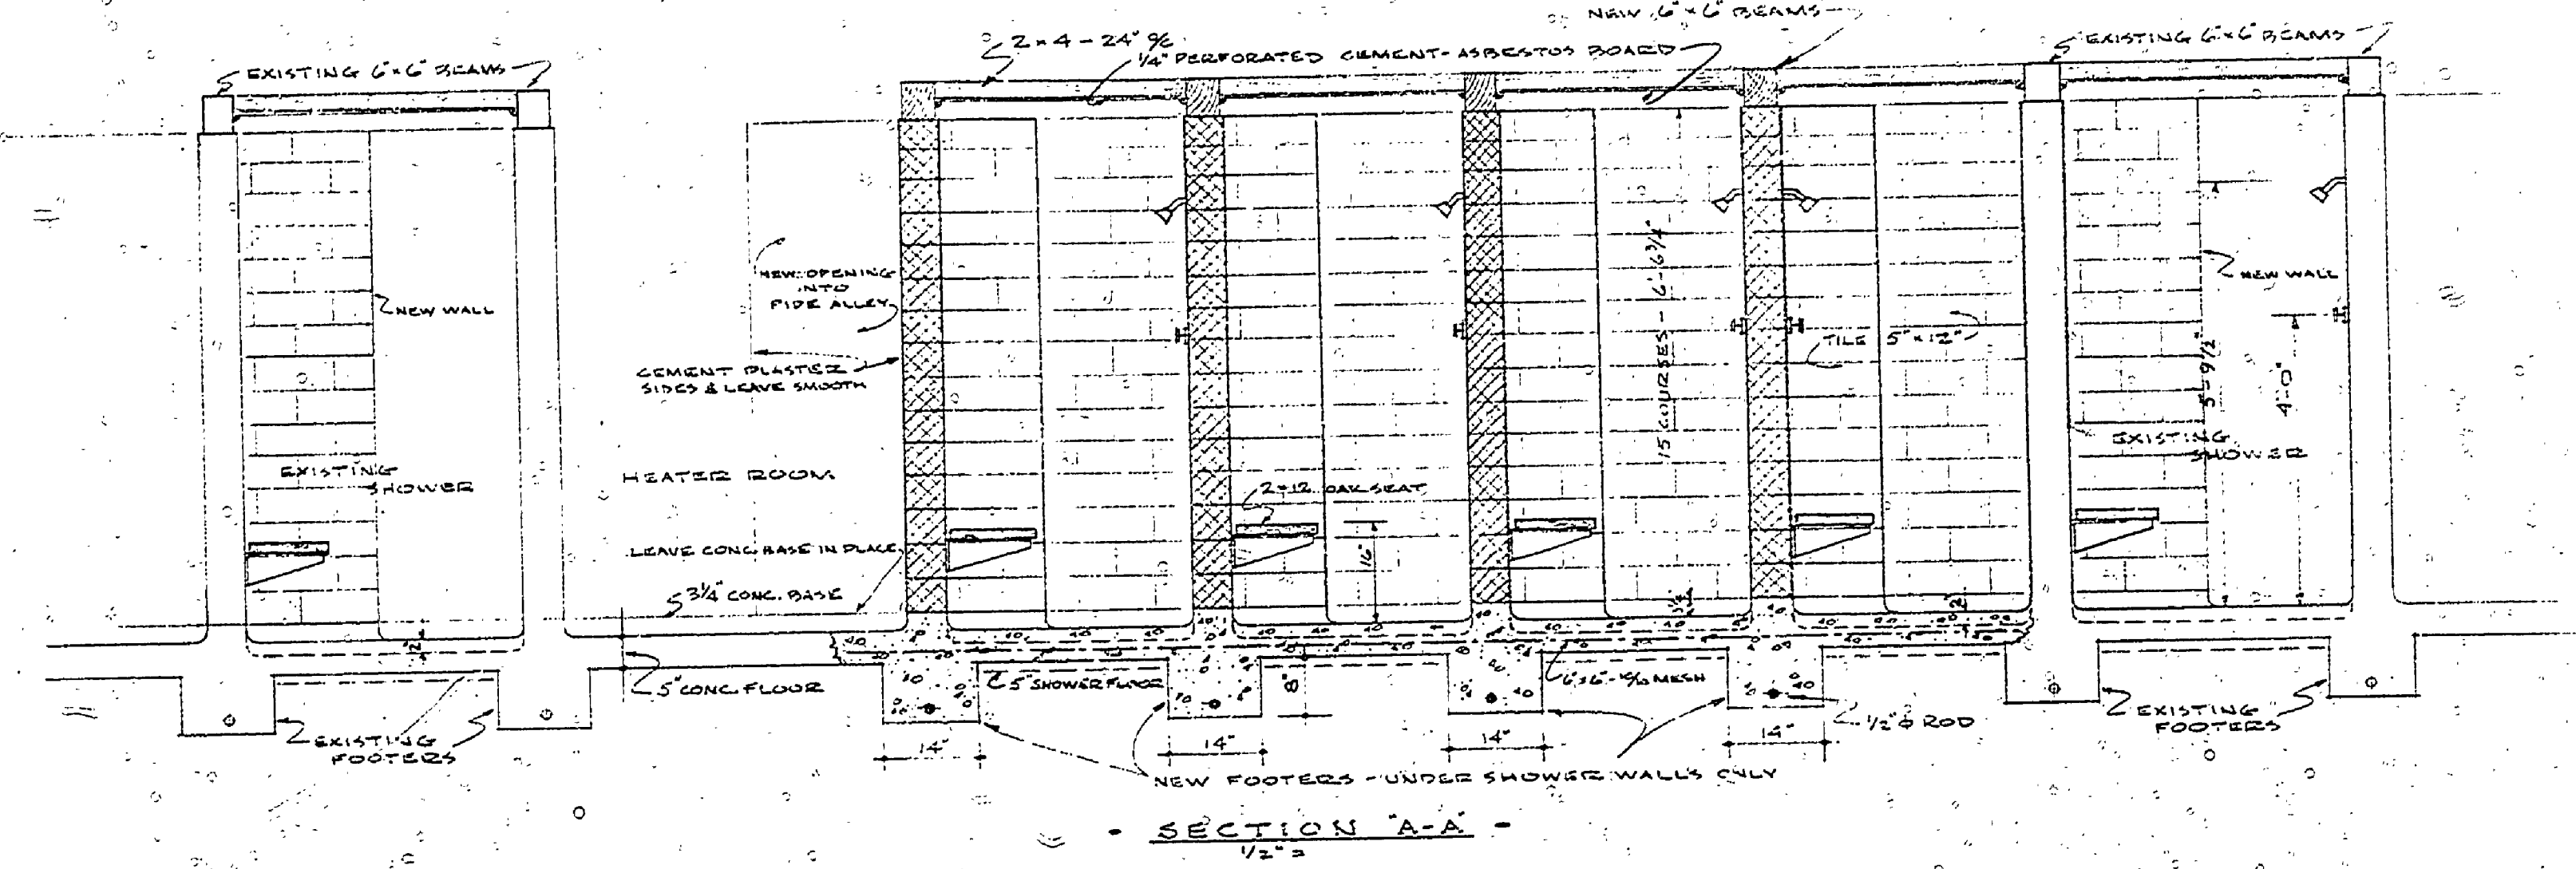 NEW 6"x6" BEAMS
2x4-24" %
1/4" PERFORATED CEMENT-ASBESTOS BOARD
EXISTING 6"x6" BEAMS
EXISTING 6"x6" BEAMS
NEW OPENING
INTO
PIPE ALLEY
NEW WALL
NEW WALL
CEMENT PLASTER
SIDES & LEAVE SMOOTH
15 COURSES - 6'-6 3/4"
TILE 5"x12"
5'-9 1/2"
4'-0"
EXISTING
SHOWER
EXISTING
SHOWER
HEATER ROOM
2x12 OAK SEAT
16"
LEAVE CONC. BASE IN PLACE
3 1/4" CONC. BASE
2"
2"
5" CONC. FLOOR
5" SHOWER FLOOR
8"
6"x6"-10/10 MESH
1/2" φ ROD
EXISTING
FOOTERS
EXISTING
FOOTERS
14"
14"
14"
14"
NEW FOOTERS - UNDER SHOWER WALLS ONLY
- SECTION "A-A" -
1/2" =